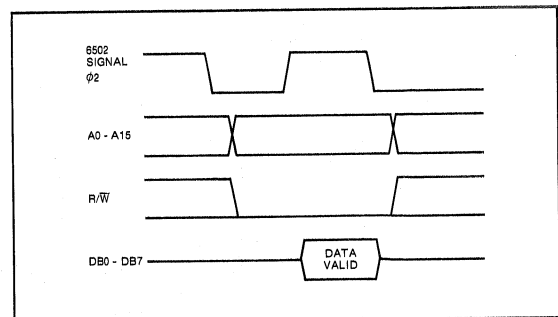 6502
SIGNAL
ϕ2
A0 - A15
R/W̅
DB0 - DB7
DATA
VALID